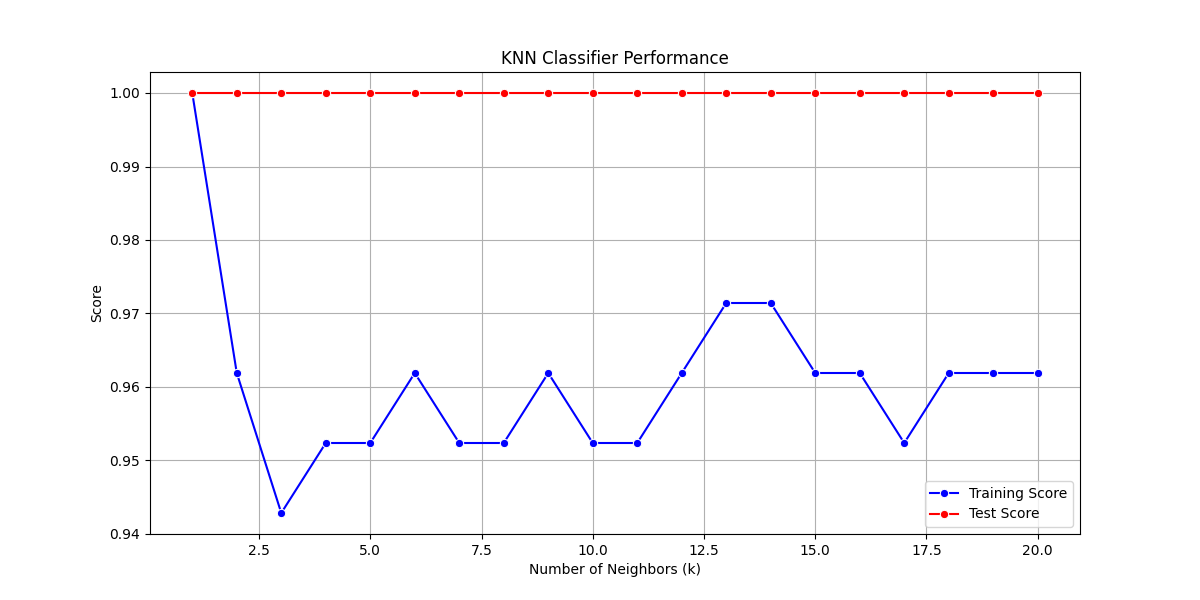 KNN Classifier Performance
Score
1.00
0.99
0.98
0.97
0.96
0.95
0.94
2.5 5.0 7.5 10.0 12.5 15.0 17.5 20.0
Number of Neighbors (k)
Training Score
Test Score